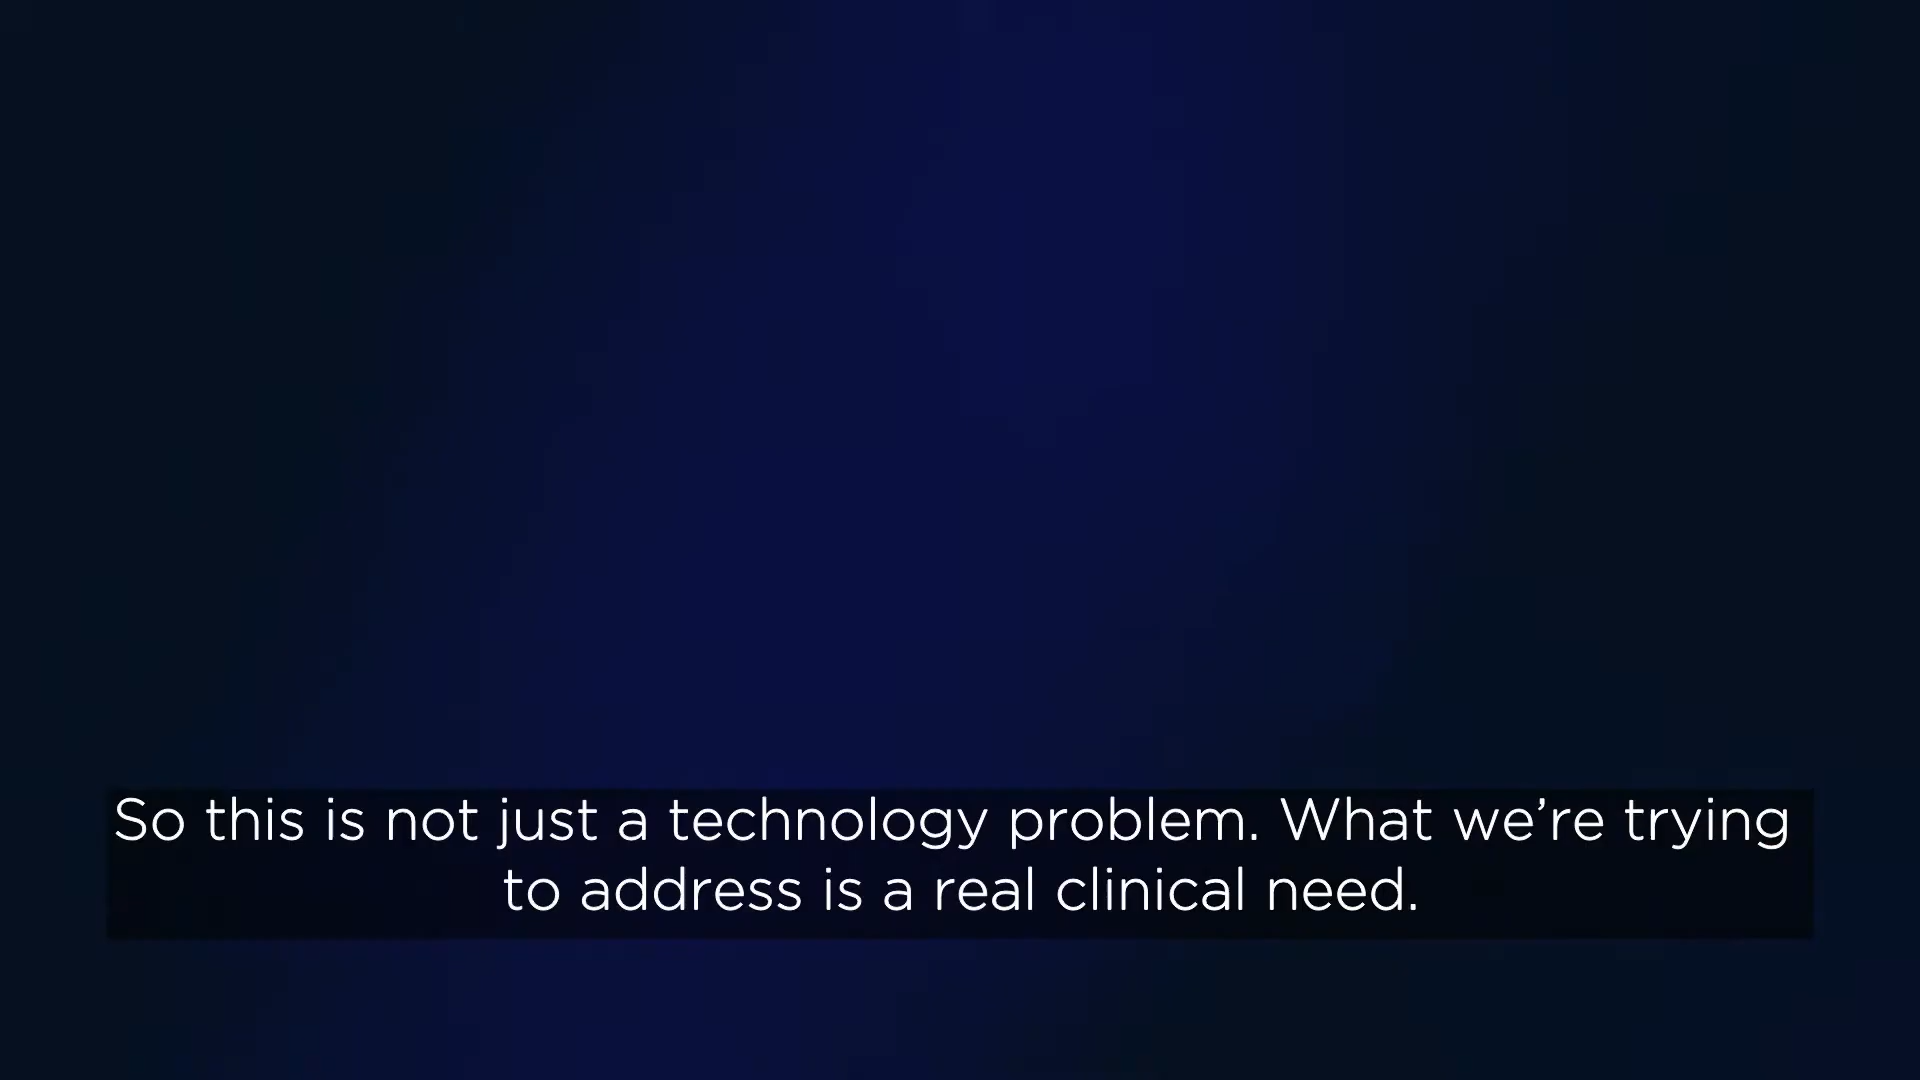 So this is not just a technology problem. What we’re trying
to address is a real clinical need.